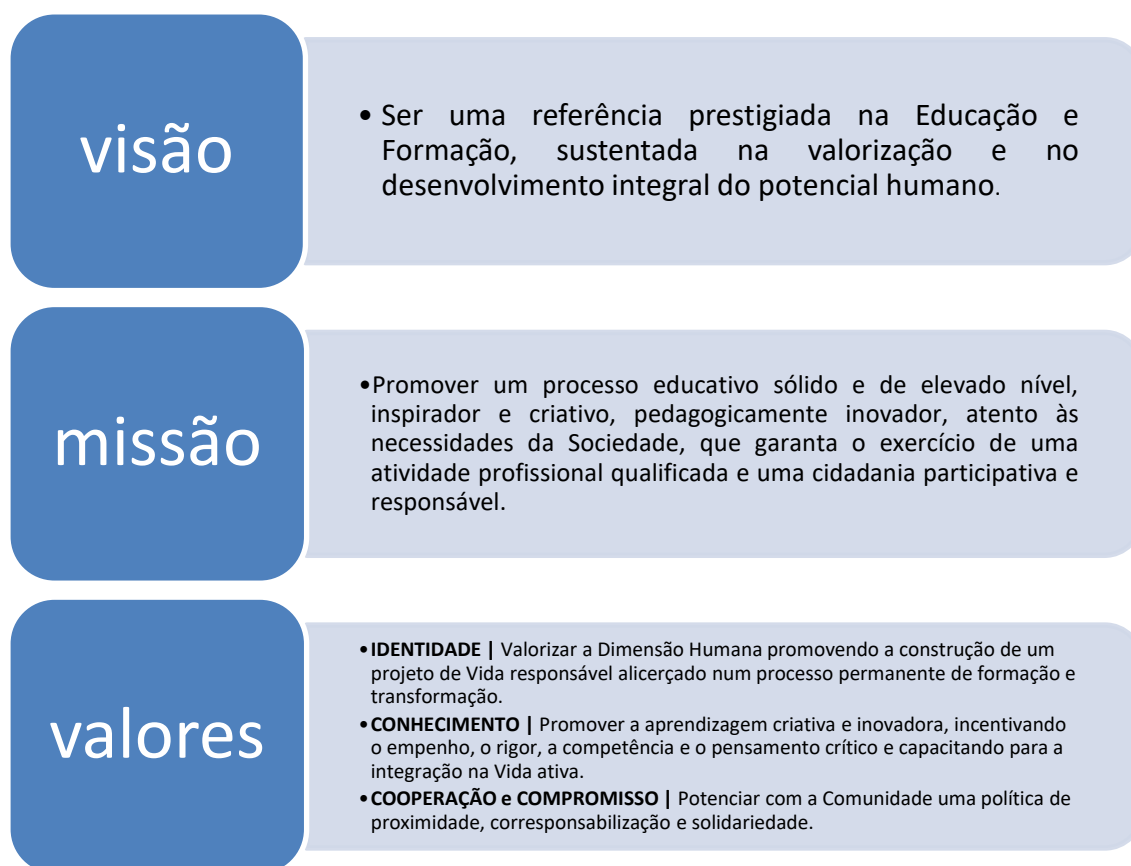 visão
• Ser uma referência prestigiada na Educação e
Formação, sustentada na valorização e no
desenvolvimento integral do potencial humano.
missão
•Promover um processo educativo sólido e de elevado nível,
inspirador e criativo, pedagogicamente inovador, atento às
necessidades da Sociedade, que garanta o exercício de uma
atividade profissional qualificada e uma cidadania participativa e
responsável.
valores
•IDENTIDADE | Valorizar a Dimensão Humana promovendo a construção de um
projeto de Vida responsável alicerçado num processo permanente de formação e
transformação.
•CONHECIMENTO | Promover a aprendizagem criativa e inovadora, incentivando
o empenho, o rigor, a competência e o pensamento crítico e capacitando para a
integração na Vida ativa.
•COOPERAÇÃO e COMPROMISSO | Potenciar com a Comunidade uma política de
proximidade, corresponsabilização e solidariedade.